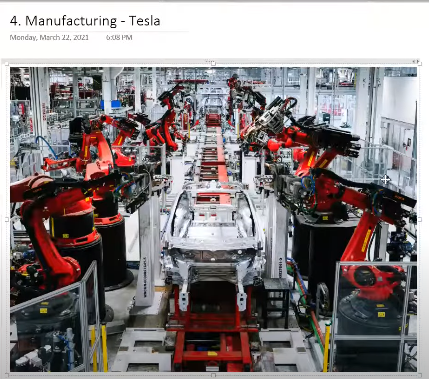 4. Manufacturing - Tesla
Monday, March 22, 2021 6:08 PM